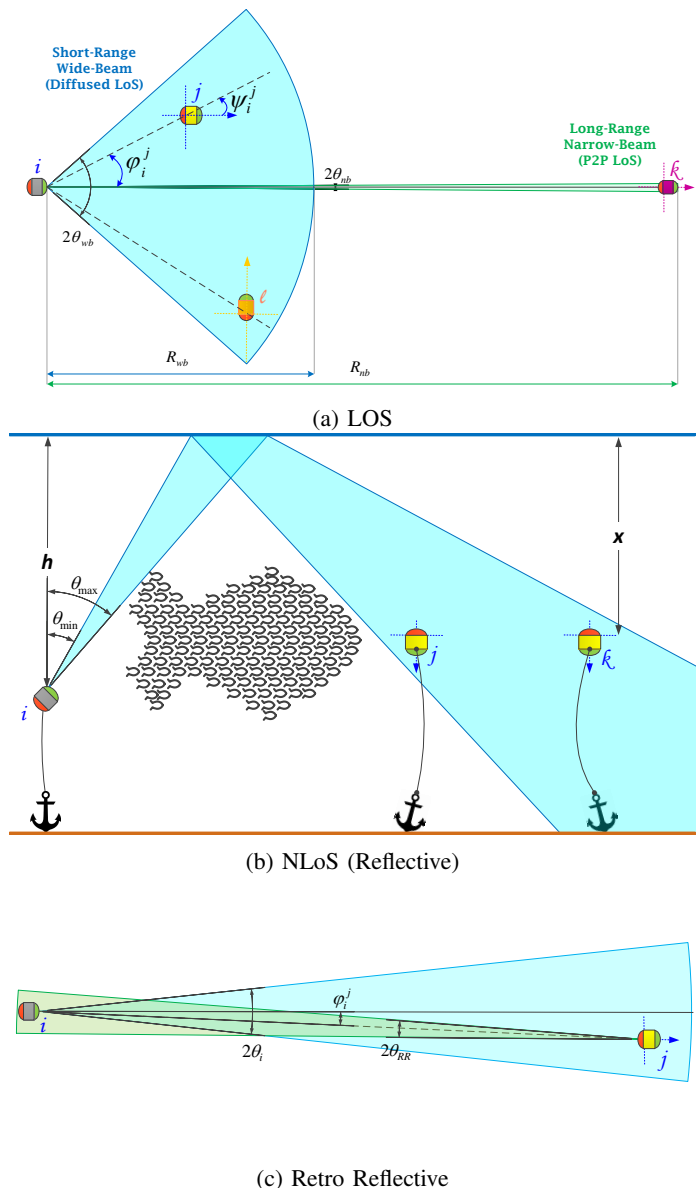 Short-Range
Wide-Beam
(Diffused LoS)
j
ψ_i^j
i
φ_i^j
Long-Range
Narrow-Beam
(P2P LoS)
2θ_nb
k
2θ_wb
ℓ
R_wb
R_nb
(a) LOS
h
x
θ_max
θ_min
i
j
k
(b) NLoS (Reflective)
φ_i^j
i
2θ_i
2θ_RR
j
(c) Retro Reflective